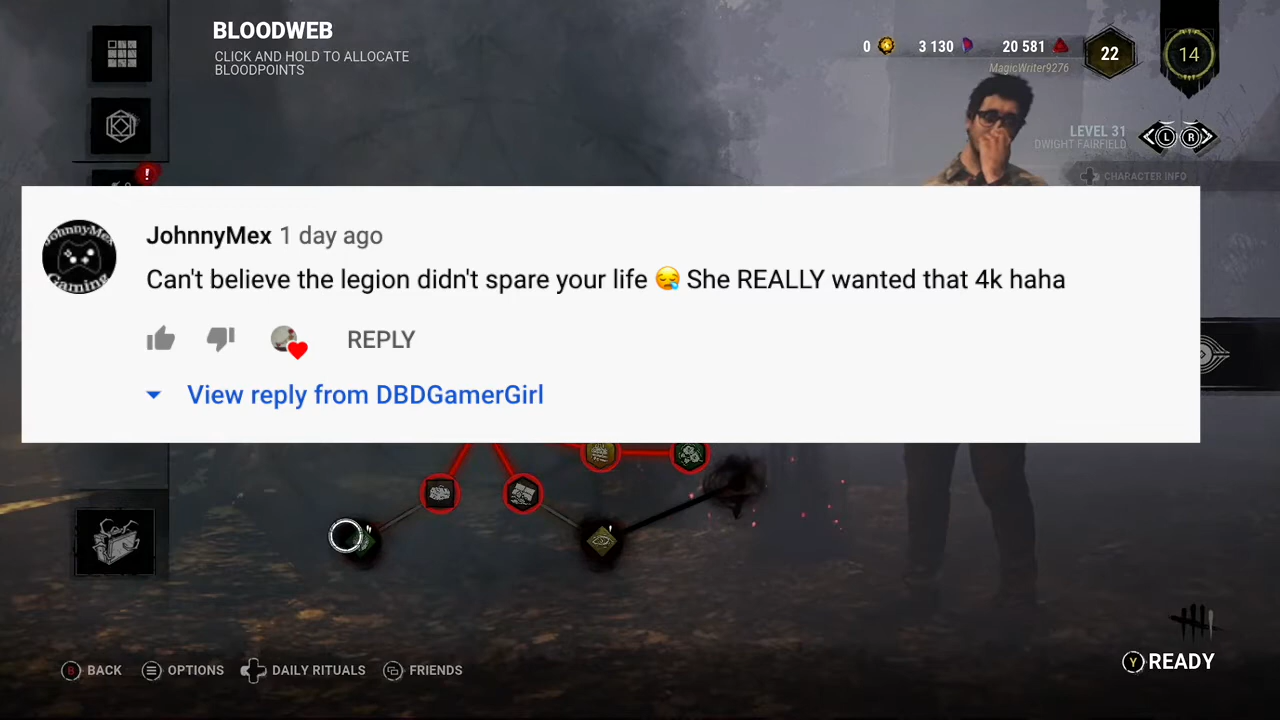 BLOODWEB
CLICK AND HOLD TO ALLOCATE
BLOODPOINTS
0 3 130 20 581 22 14
MagicWriter9276
LEVEL 31
DWIGHT FAIRFIELD
L R
CHARACTER INFO
!
JohnnyMex
Gaming
JohnnyMex 1 day ago
Can't believe the legion didn't spare your life 😪 She REALLY wanted that 4k haha
REPLY
View reply from DBDGamerGirl
B BACK OPTIONS DAILY RITUALS FRIENDS
Y READY